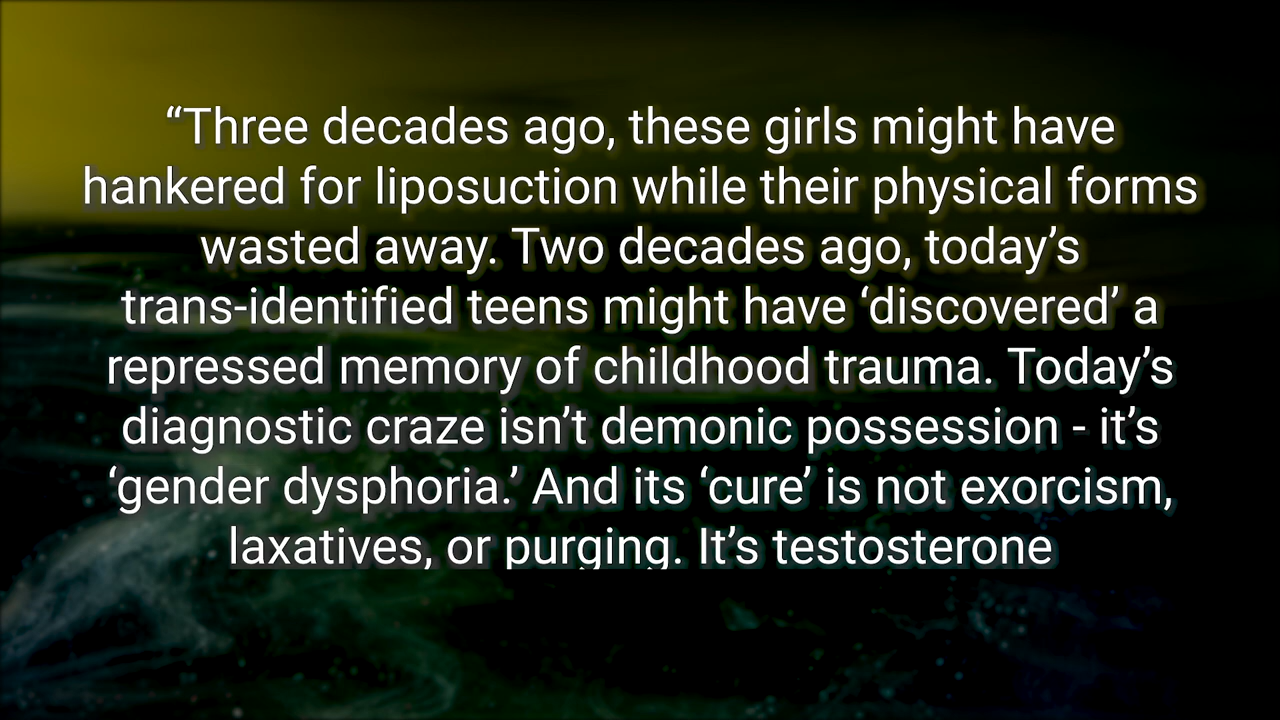 “Three decades ago, these girls might have
hankered for liposuction while their physical forms
wasted away. Two decades ago, today’s
trans-identified teens might have ‘discovered’ a
repressed memory of childhood trauma. Today’s
diagnostic craze isn’t demonic possession - it’s
‘gender dysphoria.’ And its ‘cure’ is not exorcism,
laxatives, or purging. It’s testosterone